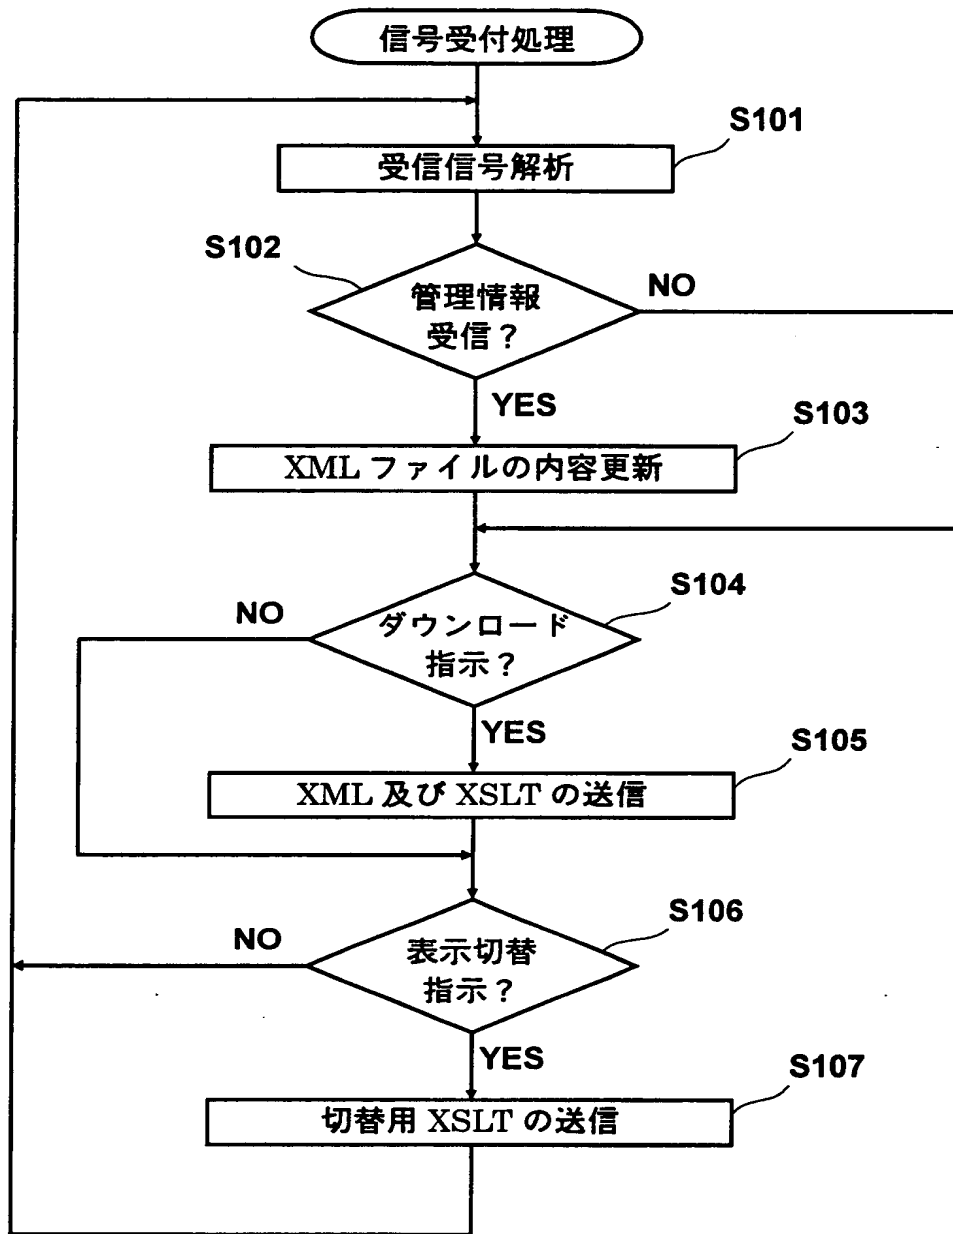 信号受付処理
S101
受信信号解析
S102
管理情報
受信？
NO
YES
S103
XML ファイルの内容更新
S104
NO
ダウンロード
指示？
YES
S105
XML 及び XSLT の送信
S106
NO
表示切替
指示？
YES
S107
切替用 XSLT の送信